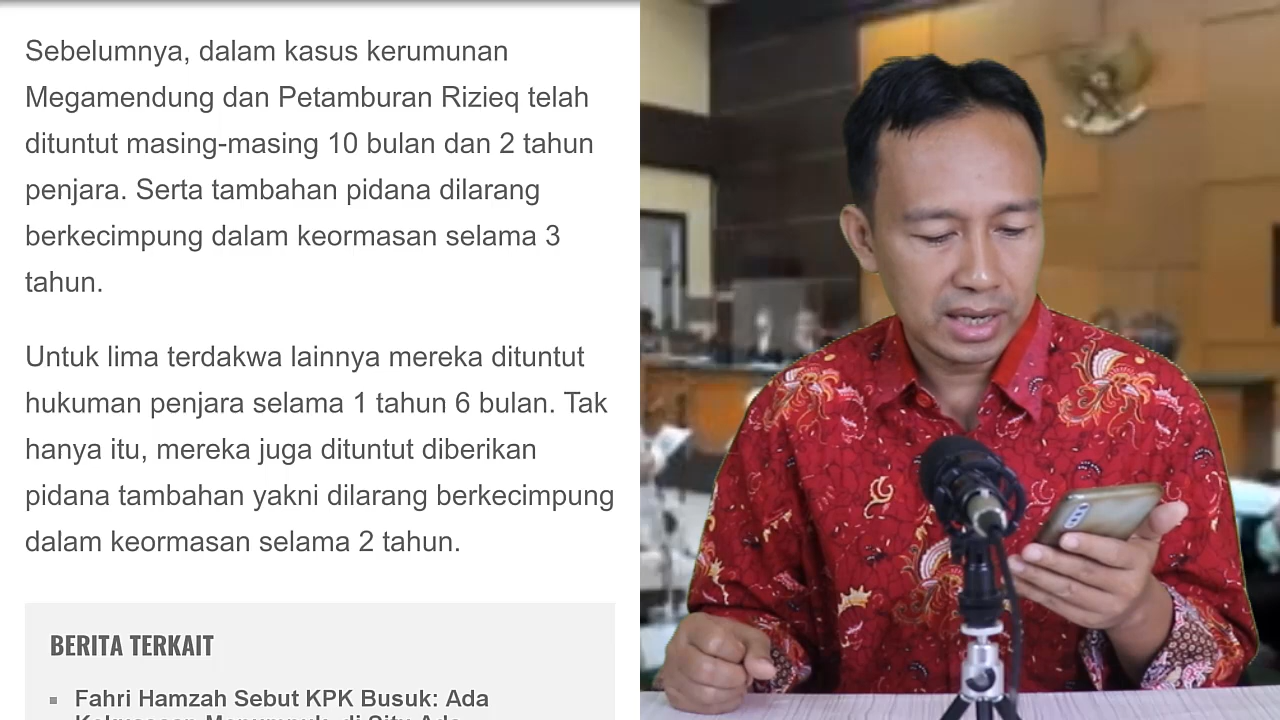 Sebelumnya, dalam kasus kerumunan
Megamendung dan Petamburan Rizieq telah
dituntut masing-masing 10 bulan dan 2 tahun
penjara. Serta tambahan pidana dilarang
berkecimpung dalam keormasan selama 3
tahun.
Untuk lima terdakwa lainnya mereka dituntut
hukuman penjara selama 1 tahun 6 bulan. Tak
hanya itu, mereka juga dituntut diberikan
pidana tambahan yakni dilarang berkecimpung
dalam keormasan selama 2 tahun.
BERITA TERKAIT
Fahri Hamzah Sebut KPK Busuk: Ada